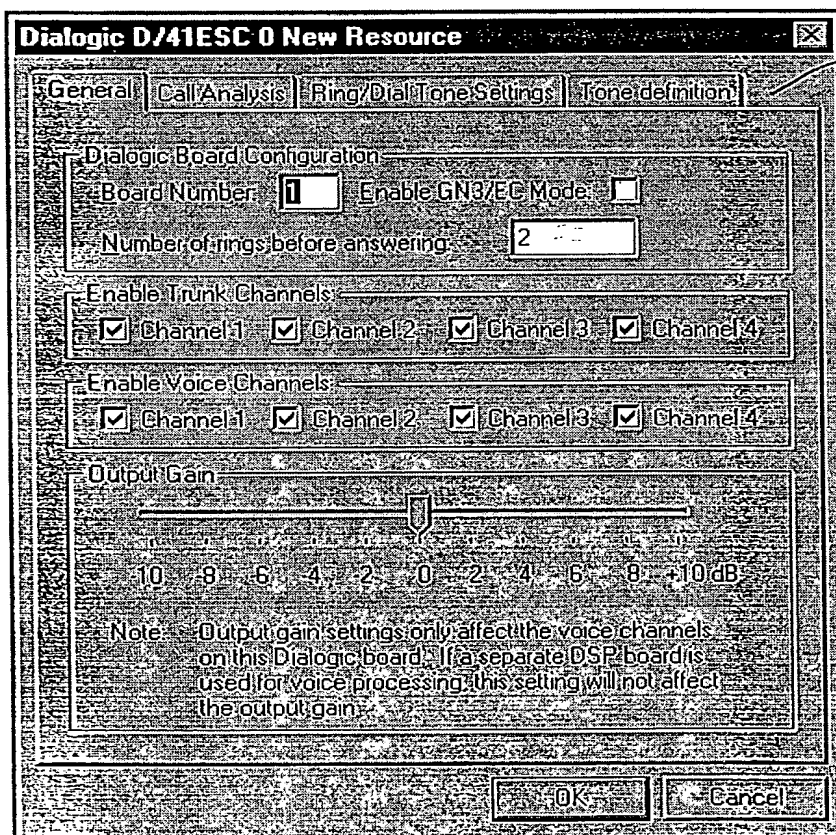 Dialogic D/41ESC 0 New Resource
General Call Analysis Ring/Dial Tone Settings Tone definition
Dialogic Board Configuration
Board Number: 1 Enable GN3/EC Mode:
Number of rings before answering: 2
Enable Trunk Channels:
Channel 1 Channel 2 Channel 3 Channel 4
Enable Voice Channels:
Channel 1 Channel 2 Channel 3 Channel 4
Output Gain
10 8 6 4 2 0 2 4 6 8 +10 dB
Note: Output gain settings only affect the voice channels
on this Dialogic board. If a separate DSP board is
used for voice processing, this setting will not affect
the output gain.
OK Cancel